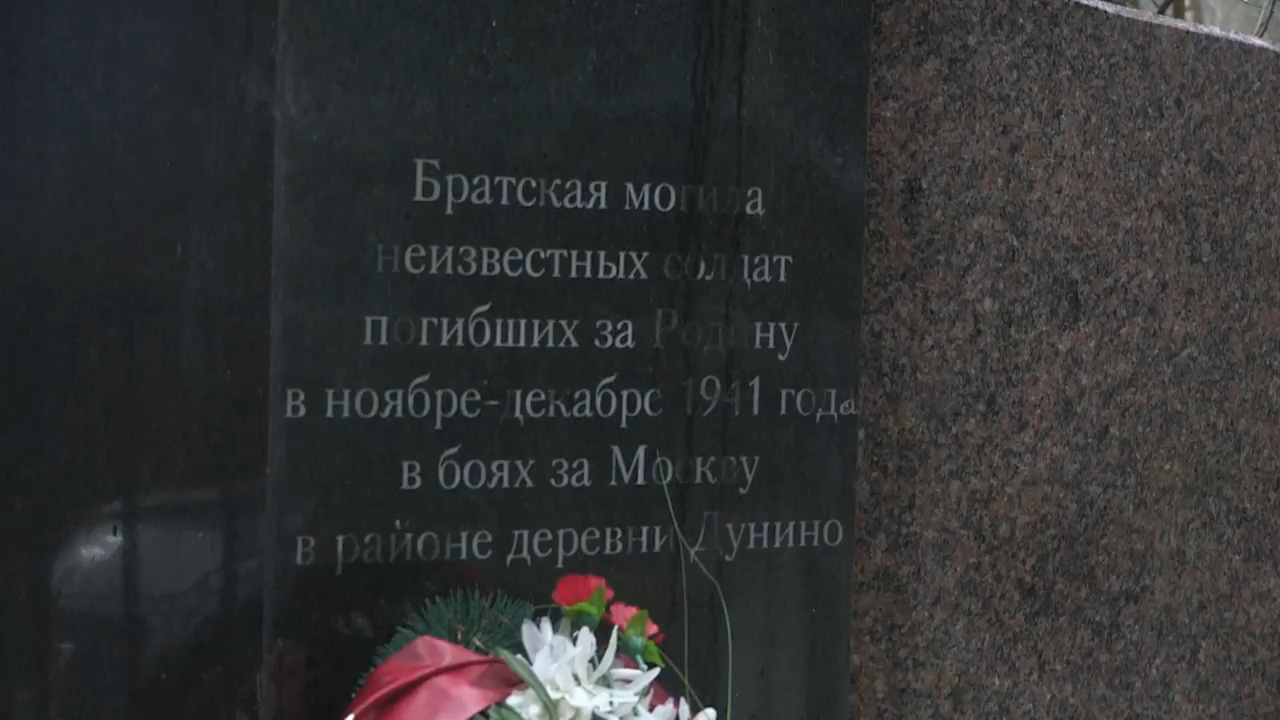 Братская могила
неизвестных солдат
погибших за Родину
в ноябре-декабре 1941 года
в боях за Москву
в районе деревни Дунино